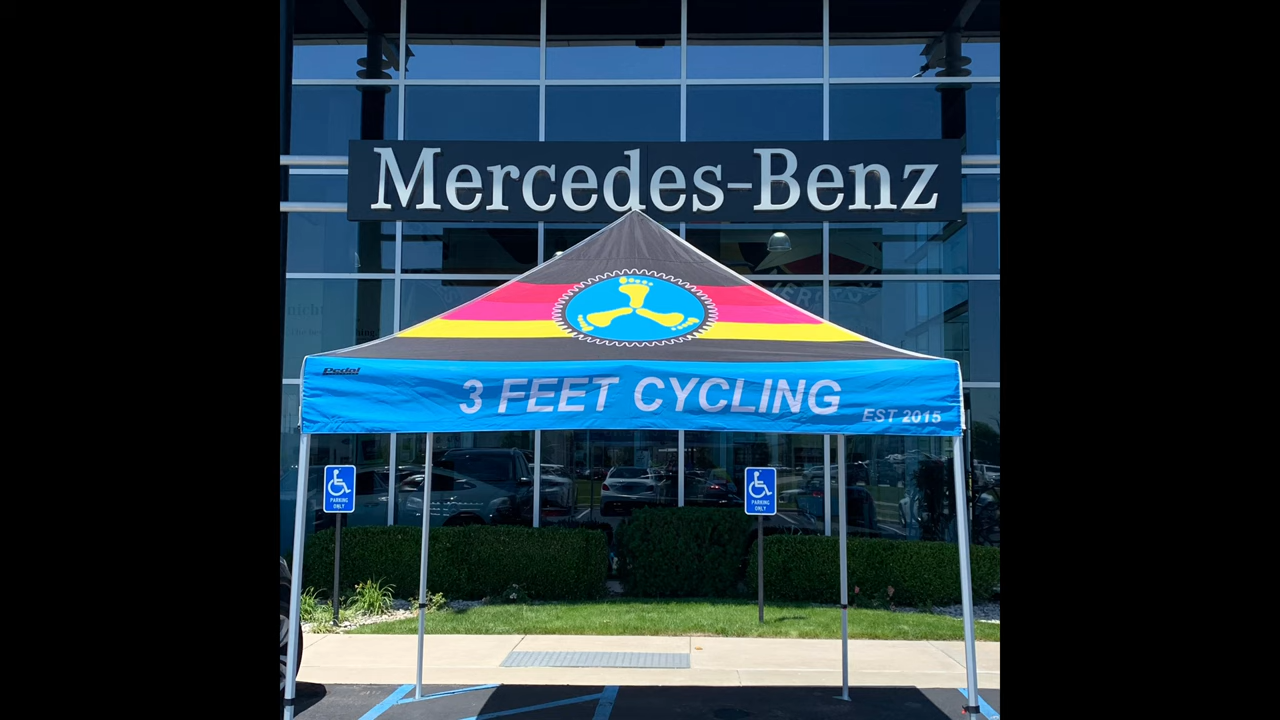 Mercedes-Benz
Pedal
3 FEET CYCLING
EST 2015
PARKING
ONLY
PARKING
ONLY